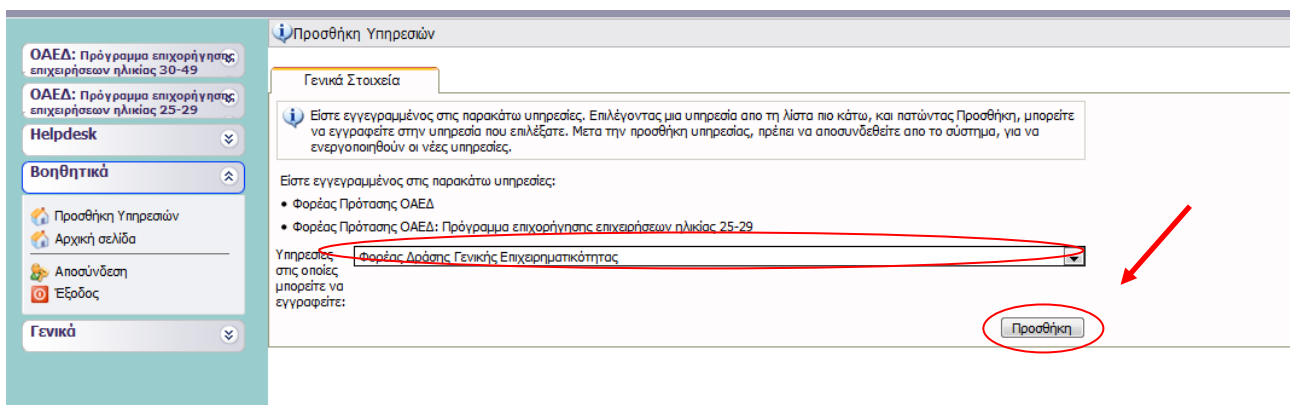 Προσθήκη Υπηρεσιών
ΟΑΕΔ: Πρόγραμμα επιχορήγησης
επιχειρήσεων ηλικίας 30-49
ΟΑΕΔ: Πρόγραμμα επιχορήγησης
επιχειρήσεων ηλικίας 25-29
Helpdesk
Βοηθητικά
Προσθήκη Υπηρεσιών
Αρχική σελίδα
Αποσύνδεση
Έξοδος
Γενικά
Γενικά Στοιχεία
Είστε εγγεγραμμένος στις παρακάτω υπηρεσίες. Επιλέγοντας μια υπηρεσία απο τη λίστα πιο κάτω, και πατώντας Προσθήκη, μπορείτε
να εγγραφείτε στην υπηρεσία που επιλέξατε. Μετα την προσθήκη υπηρεσίας, πρέπει να αποσυνδεθείτε απο το σύστημα, για να
ενεργοποιηθούν οι νέες υπηρεσίες.
Είστε εγγεγραμμένος στις παρακάτω υπηρεσίες:
• Φορέας Πρότασης ΟΑΕΔ
• Φορέας Πρότασης ΟΑΕΔ: Πρόγραμμα επιχορήγησης επιχειρήσεων ηλικίας 25-29
Υπηρεσίες
στις οποίες
μπορείτε να
εγγραφείτε:
Φορέας Δράσης Γενικής Επιχειρηματικότητας
Προσθήκη